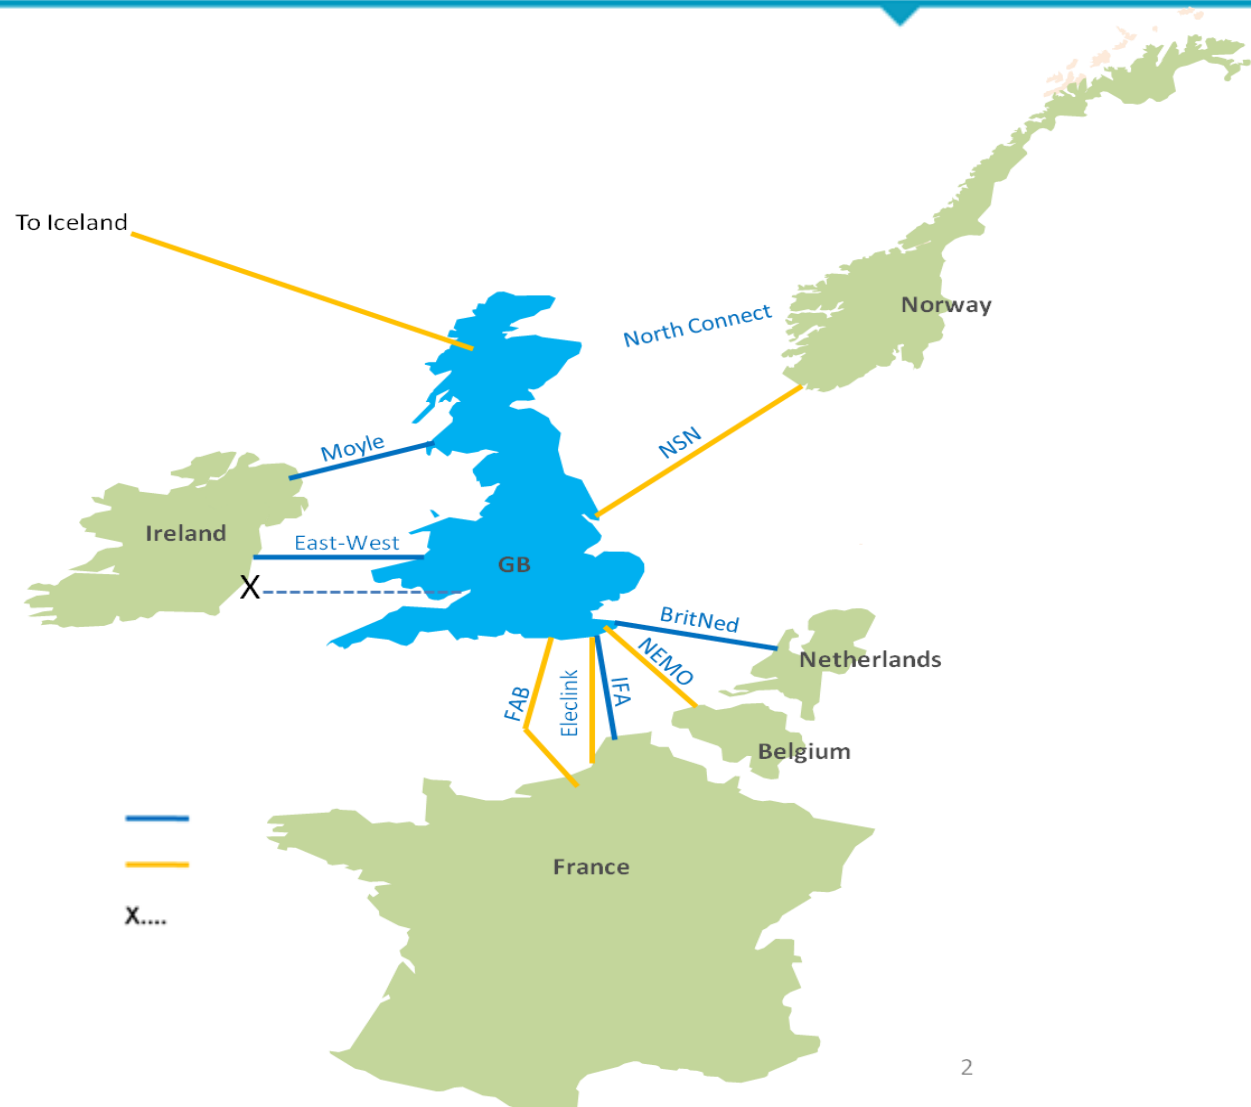 To Iceland
Norway
North Connect
NSN
Moyle
Ireland
East-West
GB
X
BritNed
NEMO
Netherlands
IFA
Eleclink
FAB
Belgium
France
X....
2